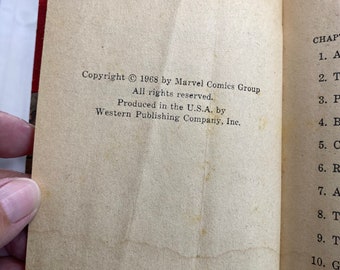 Copyright © 1968 by Marvel Comics Group
All rights reserved.
Produced in the U.S.A. by
Western Publishing Company, Inc.
CHAPT
1. A
2. T
3. F
4. B
5. C
6. R
7. A
8. T
9. T
10. G